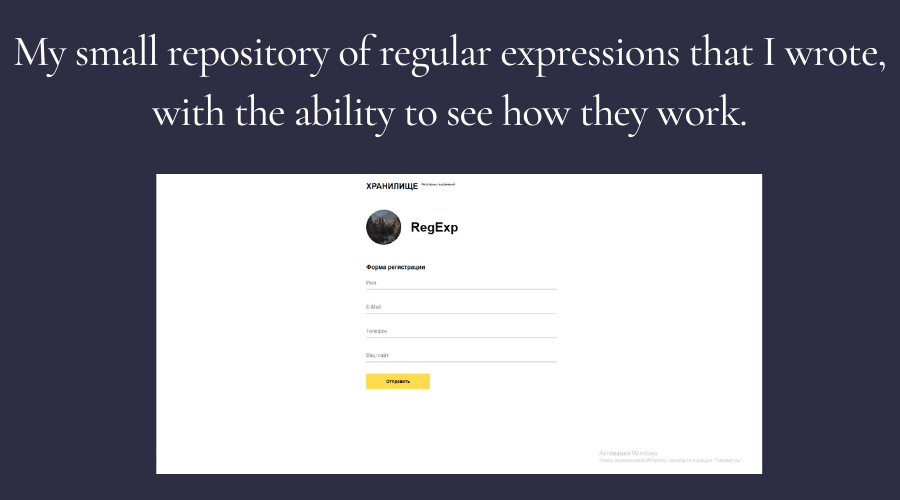 My small repository of regular expressions that I wrote,
with the ability to see how they work.
ХРАНИЛИЩЕ Регулярных выражений
RegExp
Форма регистрации
Имя
E-Mail
Телефон
Ваш сайт
Отправить
Активация Windows
Чтобы активировать Windows, перейдите в раздел "Параметры".